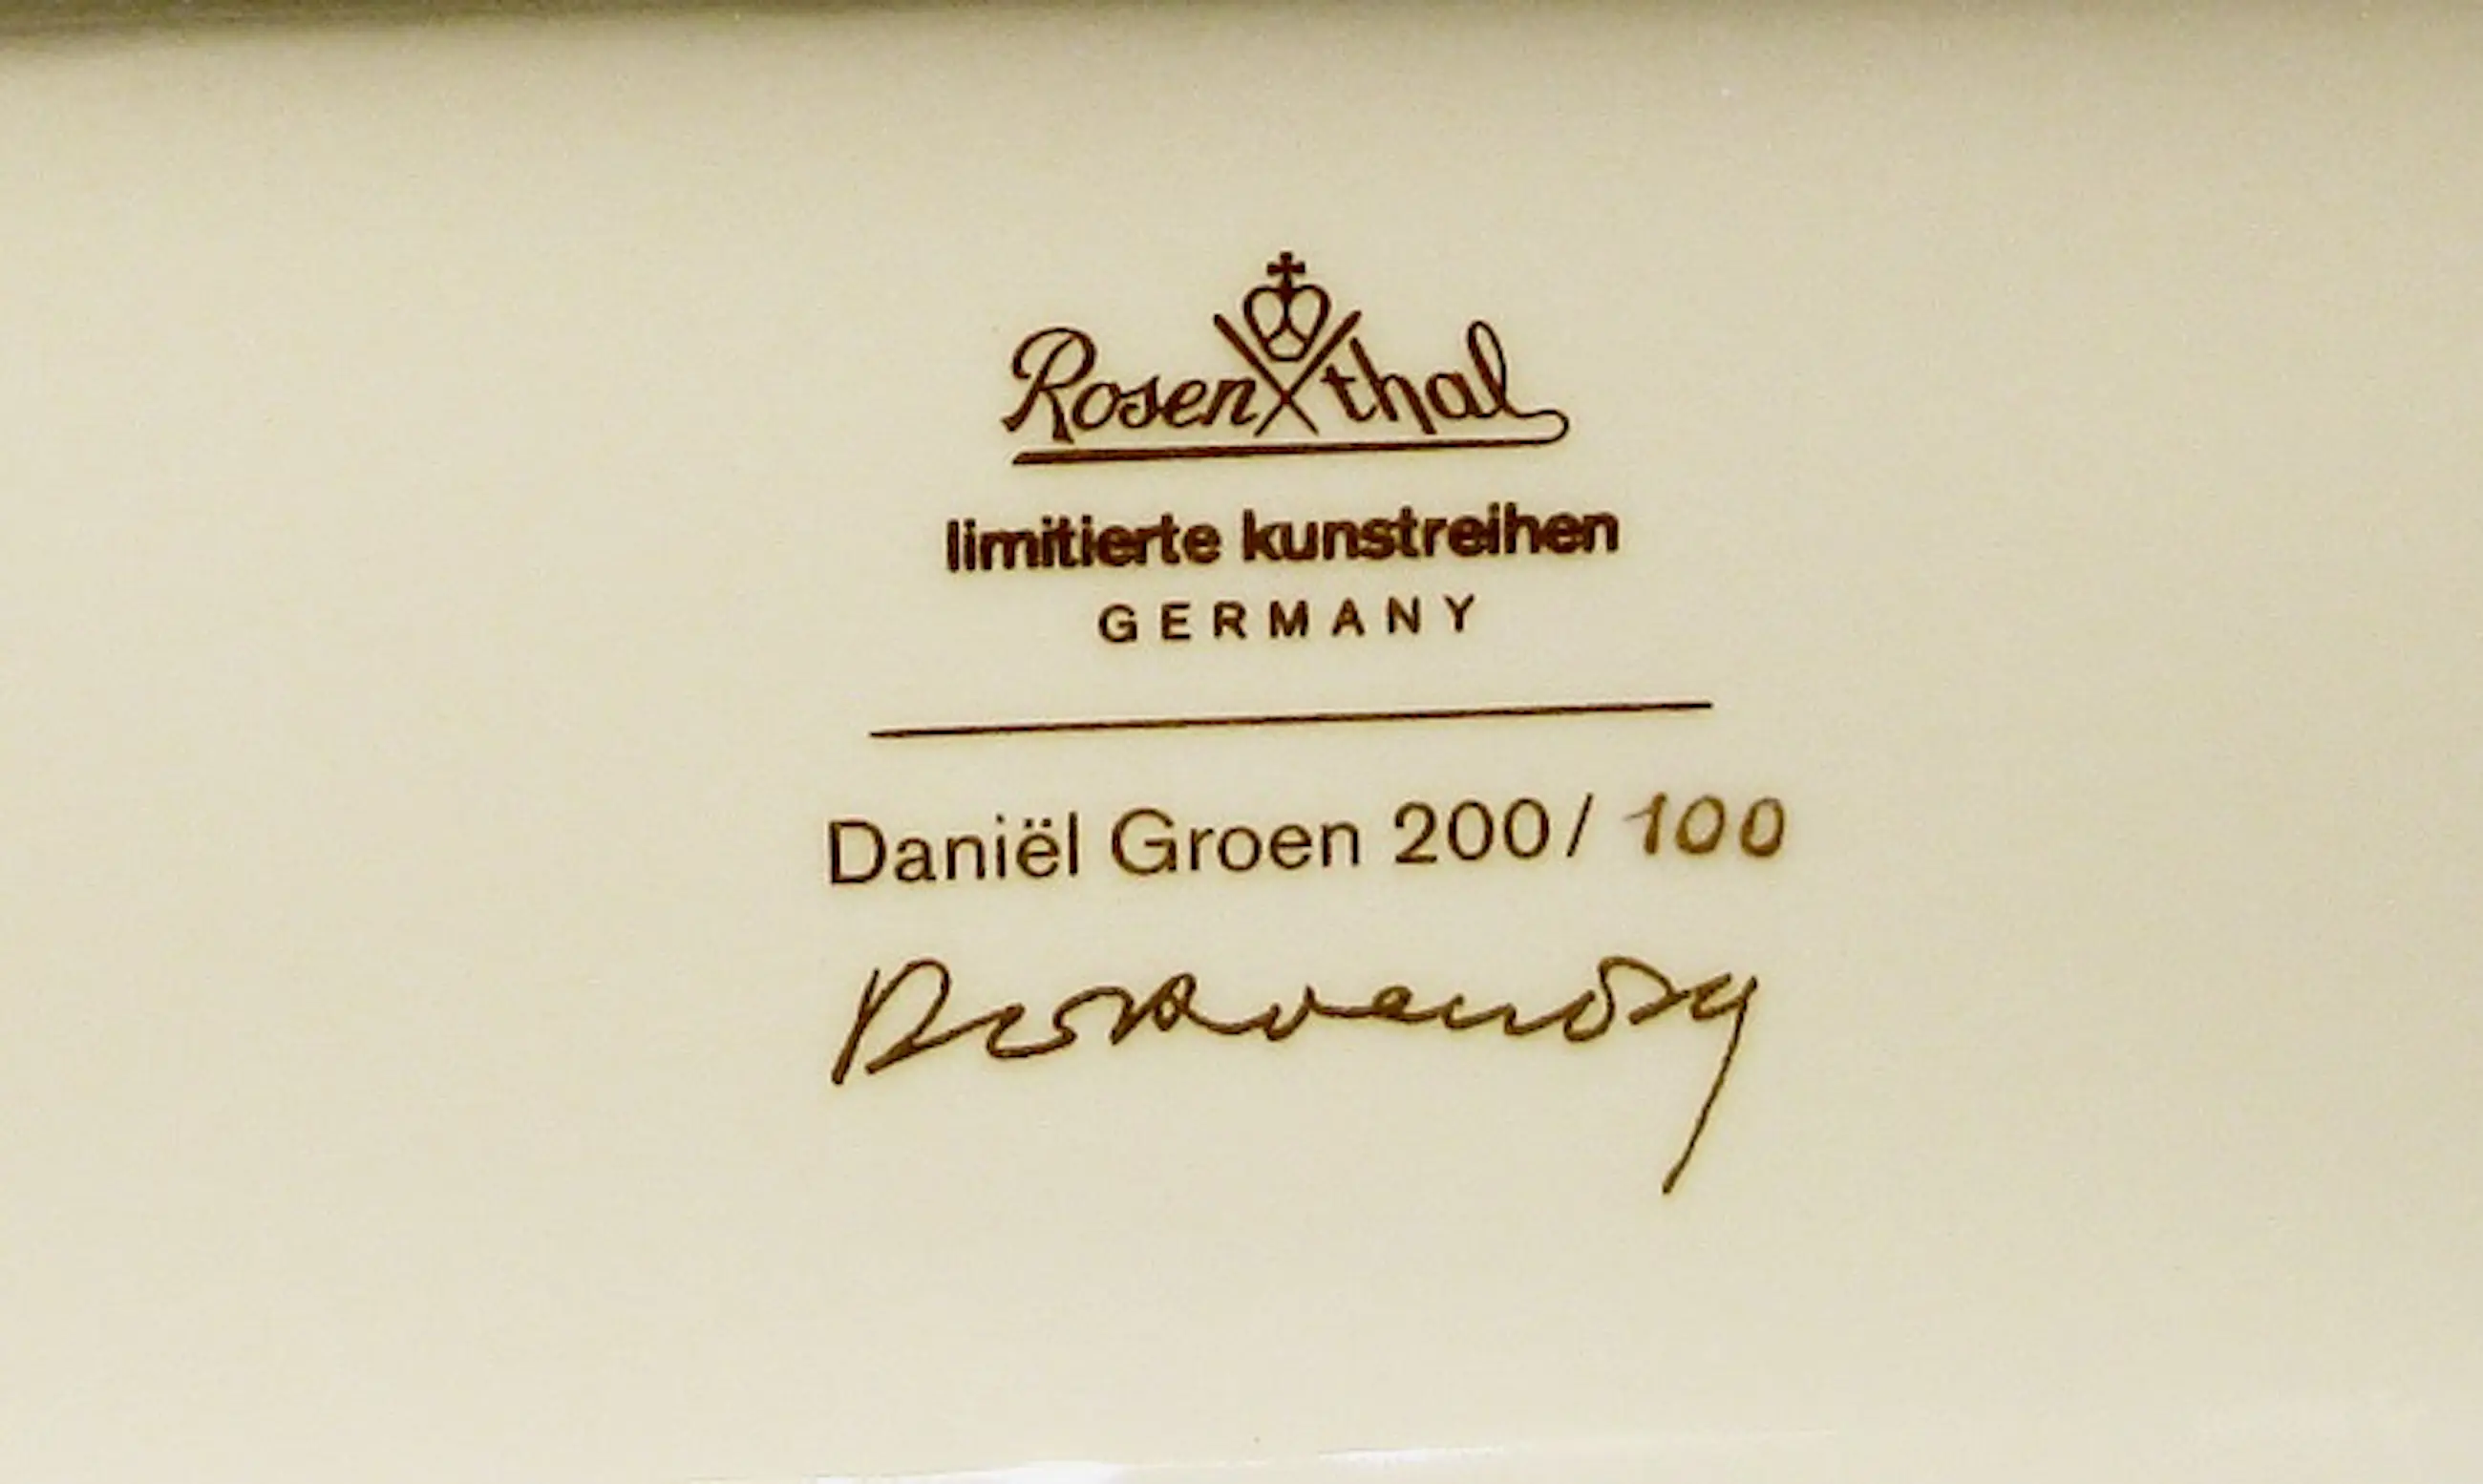 Rosenthal
limitierte kunstreihen
GERMANY
Daniël Groen 200/ 100